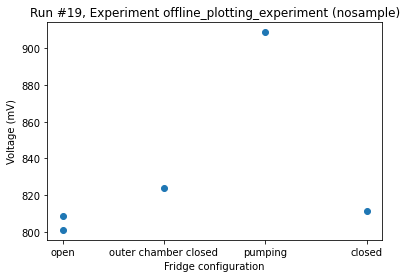 Run #19, Experiment offline_plotting_experiment (nosample)
900
880
860
840
820
800
Voltage (mV)
open outer chamber closed pumping closed
Fridge configuration